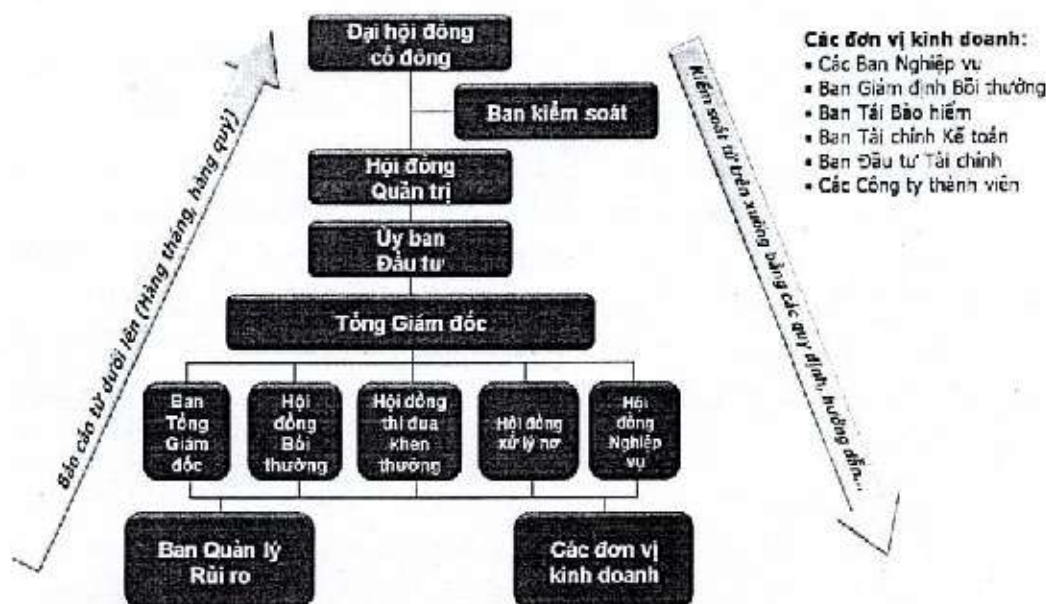 Đại hội đồng
cổ đông
Ban kiểm soát
Hội đồng
Quản trị
Ủy ban
Đầu tư
Tổng Giám đốc
Ban
Tổng
Giám
đốc
Hội
đồng
Bồi
thường
Hội đồng
thi đua
khen
thưởng
Hội đồng
xử lý nợ
Hội
đồng
Nghiệp
vụ
Ban Quản lý
Rủi ro
Các đơn vị
kinh doanh
Báo cáo từ dưới lên (Hàng tháng, hàng quý)
Kiểm soát từ trên xuống bằng các quy định, hướng dẫn...
Các đơn vị kinh doanh:
▪ Các Ban Nghiệp vụ
▪ Ban Giám định Bồi thường
▪ Ban Tái Bảo hiểm
▪ Ban Tài chính Kế toán
▪ Ban Đầu tư Tài chính
▪ Các Công ty thành viên